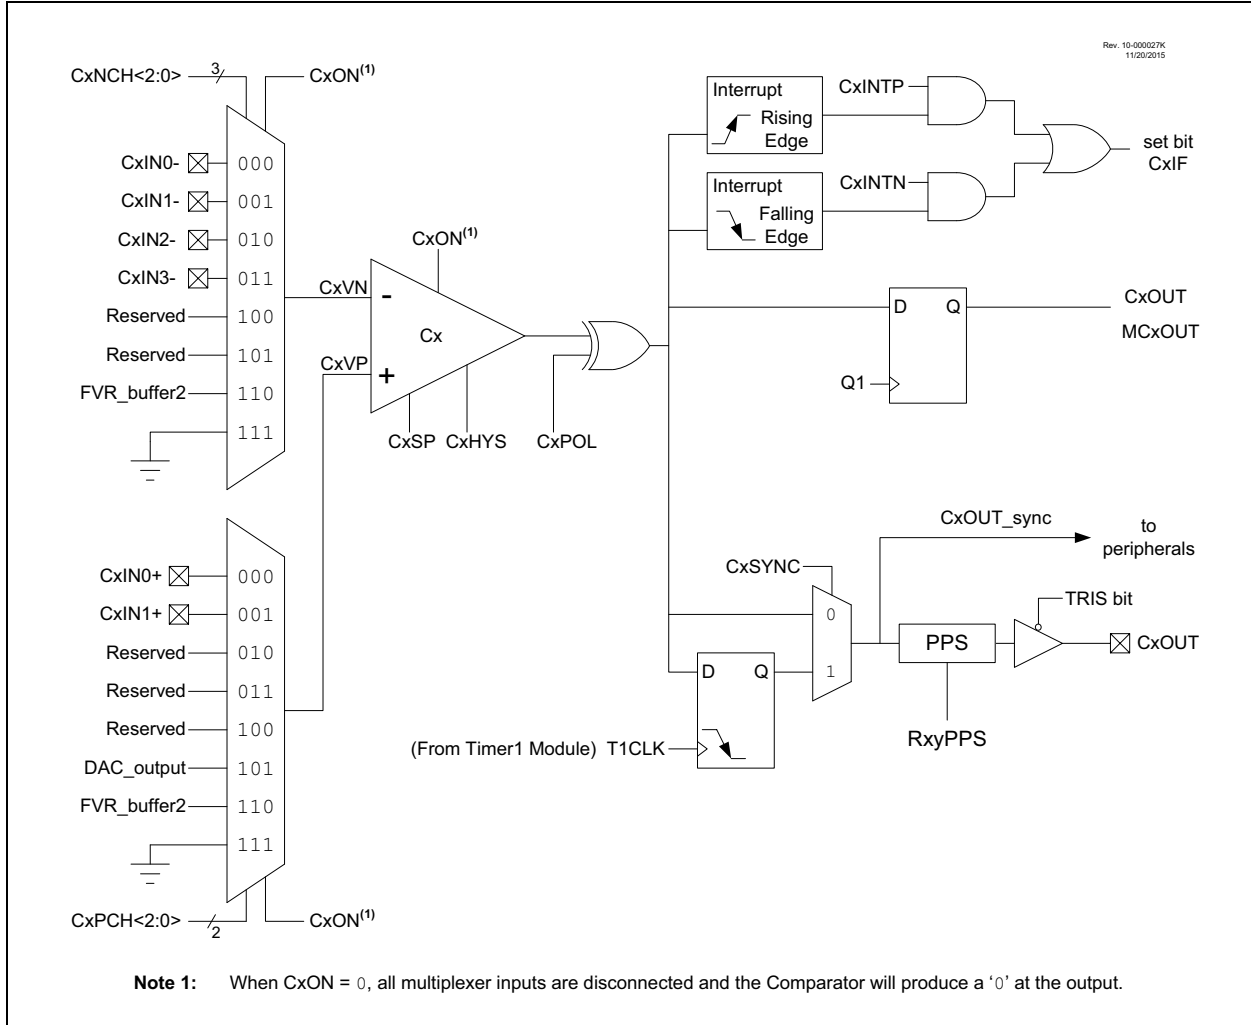 Rev. 10-000027K
11/20/2015
CxNCH<2:0>
3
CxON(1)
CxIN0-
000
CxIN1-
001
CxIN2-
010
CxIN3-
011
Reserved
100
Reserved
101
FVR_buffer2
110
111
CxVN
CxVP
CxON(1)
-
Cx
+
CxSP
CxHYS
CxPOL
Interrupt
Rising
Edge
CxINTP
Interrupt
Falling
Edge
CxINTN
set bit
CxIF
D
Q
Q1
CxOUT
MCxOUT
CxOUT_sync
to
peripherals
CxSYNC
0
1
D
Q
(From Timer1 Module) T1CLK
PPS
RxyPPS
TRIS bit
CxOUT
CxIN0+
000
CxIN1+
001
Reserved
010
Reserved
011
Reserved
100
DAC_output
101
FVR_buffer2
110
111
CxPCH<2:0>
2
CxON(1)
Note 1: When CxON = 0, all multiplexer inputs are disconnected and the Comparator will produce a ‘0’ at the output.